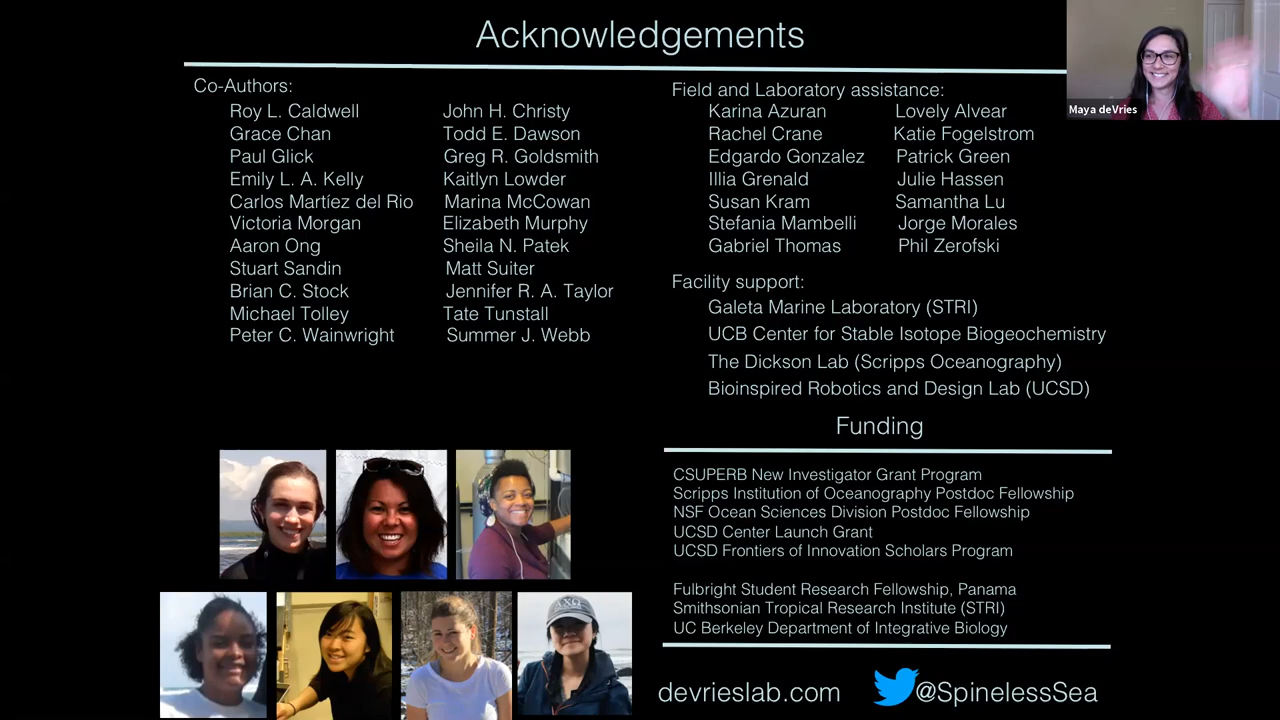 Acknowledgements
Maya deVries
Co-Authors:
Roy L. Caldwell John H. Christy
Grace Chan Todd E. Dawson
Paul Glick Greg R. Goldsmith
Emily L. A. Kelly Kaitlyn Lowder
Carlos Martíez del Rio Marina McCowan
Victoria Morgan Elizabeth Murphy
Aaron Ong Sheila N. Patek
Stuart Sandin Matt Suiter
Brian C. Stock Jennifer R. A. Taylor
Michael Tolley Tate Tunstall
Peter C. Wainwright Summer J. Webb
Field and Laboratory assistance:
Karina Azuran Lovely Alvear
Rachel Crane Katie Fogelstrom
Edgardo Gonzalez Patrick Green
Illia Grenald Julie Hassen
Susan Kram Samantha Lu
Stefania Mambelli Jorge Morales
Gabriel Thomas Phil Zerofski
Facility support:
Galeta Marine Laboratory (STRI)
UCB Center for Stable Isotope Biogeochemistry
The Dickson Lab (Scripps Oceanography)
Bioinspired Robotics and Design Lab (UCSD)
Funding
CSUPERB New Investigator Grant Program
Scripps Institution of Oceanography Postdoc Fellowship
NSF Ocean Sciences Division Postdoc Fellowship
UCSD Center Launch Grant
UCSD Frontiers of Innovation Scholars Program
Fulbright Student Research Fellowship, Panama
Smithsonian Tropical Research Institute (STRI)
UC Berkeley Department of Integrative Biology
devrieslab.com @SpinelessSea